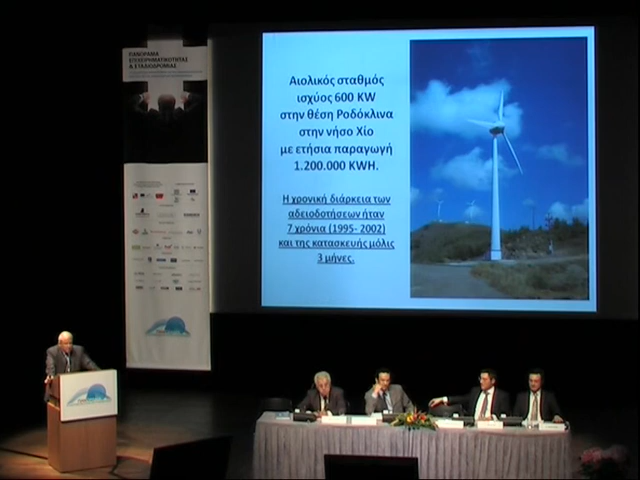 ΠΑΝΟΡΑΜΑ
ΕΠΙΧΕΙΡΗΜΑΤΙΚΟΤΗΤΑΣ
& ΣΤΑΔΙΟΔΡΟΜΙΑΣ
Αιολικός σταθμός
ισχύος 600 KW
στην θέση Ροδόκλινα
στην νήσο Χίο
με ετήσια παραγωγή
1.200.000 KWH.
Η χρονική διάρκεια των
αδειοδοτήσεων ήταν
7 χρόνια (1995- 2002)
και της κατασκευής μόλις
3 μήνες.